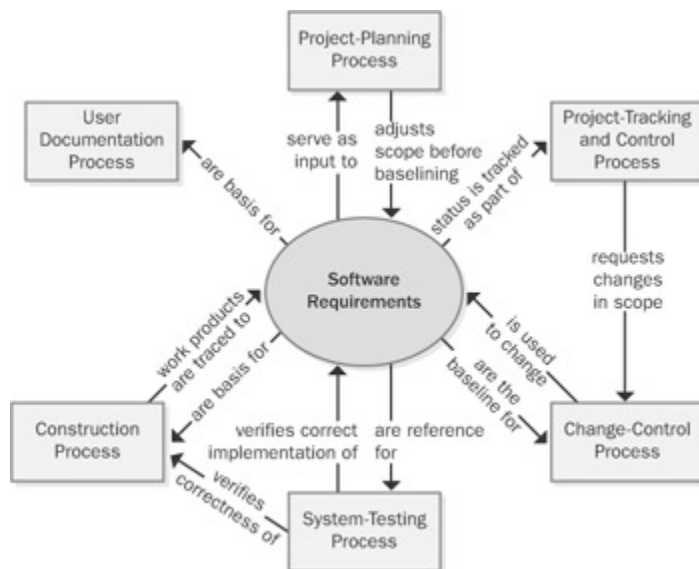 Project-Planning
Process
User
Documentation
Process
Project-Tracking
and Control
Process
serve as
input to
adjusts
scope before
baselining
are basis for
status is tracked
as part of
requests
changes
in scope
Software
Requirements
work products
are traced to
are basis for
is used
to change
are the
baseline for
Construction
Process
verifies correct
implementation of
are reference
for
Change-Control
Process
verifies
correctness of
System-Testing
Process